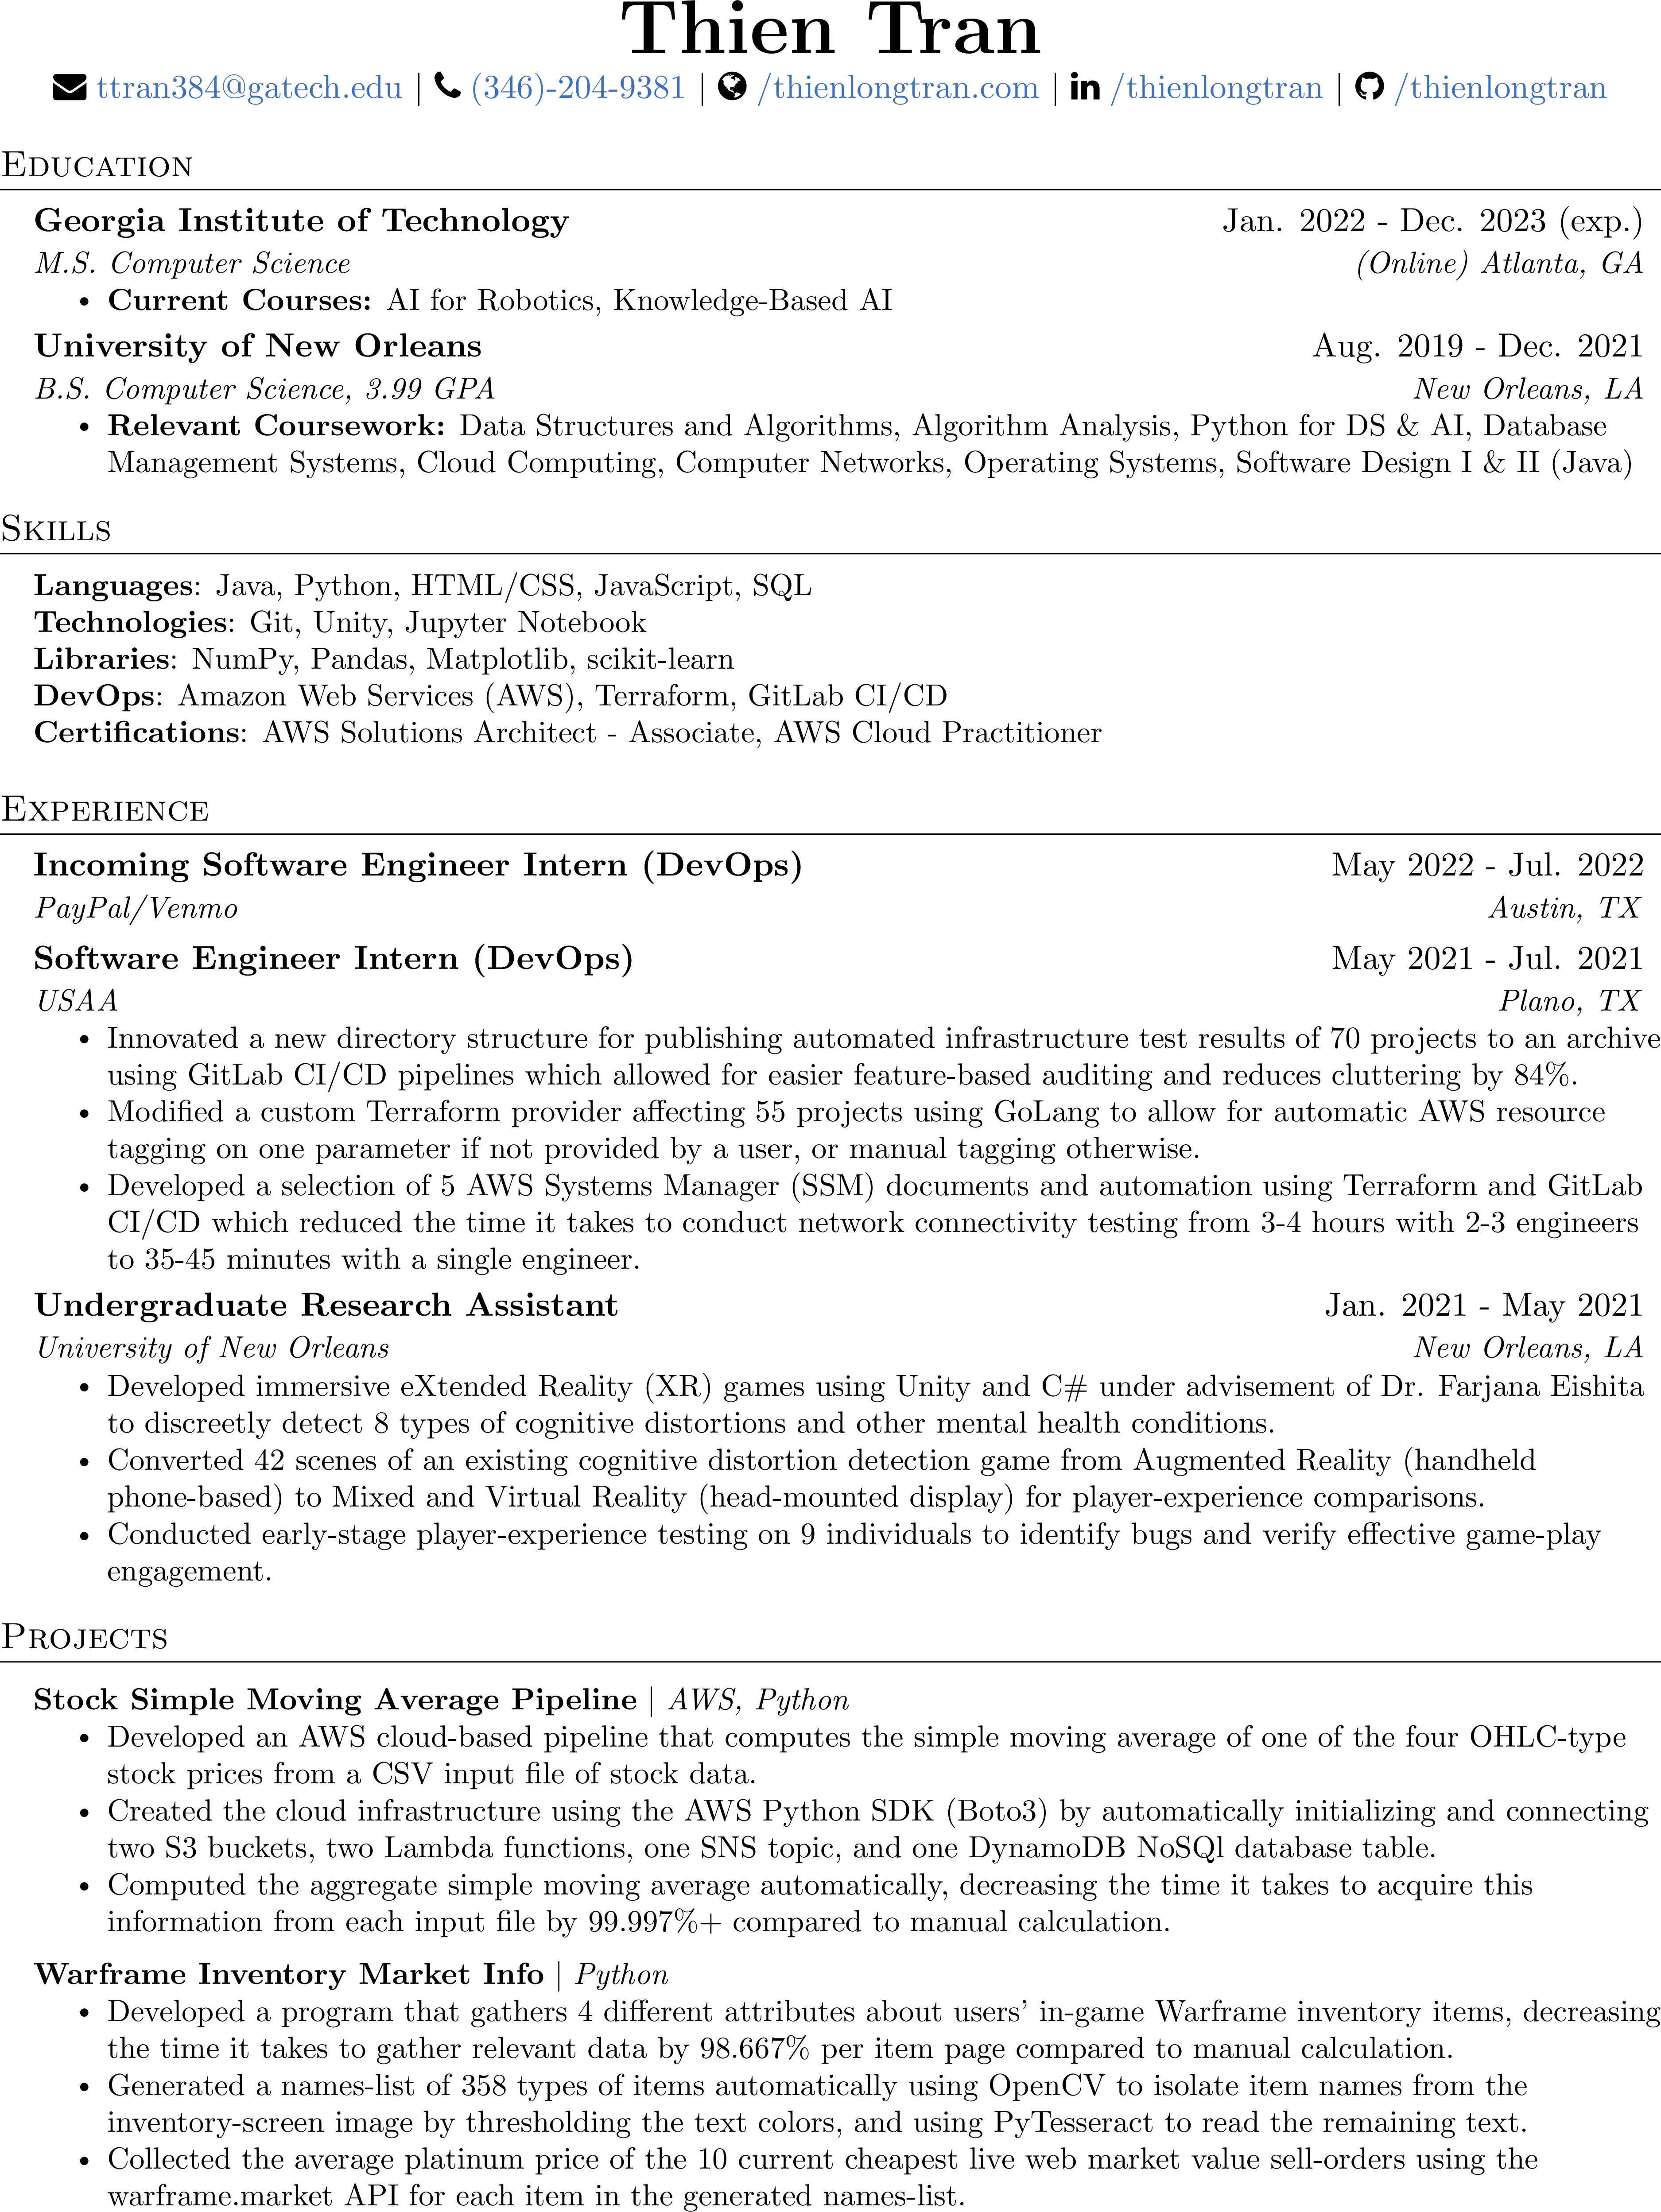 Thien Tran
ttran384@gatech.edu | (346)-204-9381 | /thienlongtran.com | /thienlongtran | /thienlongtran
Education
Georgia Institute of Technology Jan. 2022 - Dec. 2023 (exp.)
M.S. Computer Science (Online) Atlanta, GA
• Current Courses: AI for Robotics, Knowledge-Based AI
University of New Orleans Aug. 2019 - Dec. 2021
B.S. Computer Science, 3.99 GPA New Orleans, LA
• Relevant Coursework: Data Structures and Algorithms, Algorithm Analysis, Python for DS & AI, Database
Management Systems, Cloud Computing, Computer Networks, Operating Systems, Software Design I & II (Java)
Skills
Languages: Java, Python, HTML/CSS, JavaScript, SQL
Technologies: Git, Unity, Jupyter Notebook
Libraries: NumPy, Pandas, Matplotlib, scikit-learn
DevOps: Amazon Web Services (AWS), Terraform, GitLab CI/CD
Certifications: AWS Solutions Architect - Associate, AWS Cloud Practitioner
Experience
Incoming Software Engineer Intern (DevOps) May 2022 - Jul. 2022
PayPal/Venmo Austin, TX
Software Engineer Intern (DevOps) May 2021 - Jul. 2021
USAA Plano, TX
• Innovated a new directory structure for publishing automated infrastructure test results of 70 projects to an archive
using GitLab CI/CD pipelines which allowed for easier feature-based auditing and reduces cluttering by 84%.
• Modified a custom Terraform provider affecting 55 projects using GoLang to allow for automatic AWS resource
tagging on one parameter if not provided by a user, or manual tagging otherwise.
• Developed a selection of 5 AWS Systems Manager (SSM) documents and automation using Terraform and GitLab
CI/CD which reduced the time it takes to conduct network connectivity testing from 3-4 hours with 2-3 engineers
to 35-45 minutes with a single engineer.
Undergraduate Research Assistant Jan. 2021 - May 2021
University of New Orleans New Orleans, LA
• Developed immersive eXtended Reality (XR) games using Unity and C# under advisement of Dr. Farjana Eishita
to discreetly detect 8 types of cognitive distortions and other mental health conditions.
• Converted 42 scenes of an existing cognitive distortion detection game from Augmented Reality (handheld
phone-based) to Mixed and Virtual Reality (head-mounted display) for player-experience comparisons.
• Conducted early-stage player-experience testing on 9 individuals to identify bugs and verify effective game-play
engagement.
Projects
Stock Simple Moving Average Pipeline | AWS, Python
• Developed an AWS cloud-based pipeline that computes the simple moving average of one of the four OHLC-type
stock prices from a CSV input file of stock data.
• Created the cloud infrastructure using the AWS Python SDK (Boto3) by automatically initializing and connecting
two S3 buckets, two Lambda functions, one SNS topic, and one DynamoDB NoSQl database table.
• Computed the aggregate simple moving average automatically, decreasing the time it takes to acquire this
information from each input file by 99.997%+ compared to manual calculation.
Warframe Inventory Market Info | Python
• Developed a program that gathers 4 different attributes about users' in-game Warframe inventory items, decreasing
the time it takes to gather relevant data by 98.667% per item page compared to manual calculation.
• Generated a names-list of 358 types of items automatically using OpenCV to isolate item names from the
inventory-screen image by thresholding the text colors, and using PyTesseract to read the remaining text.
• Collected the average platinum price of the 10 current cheapest live web market value sell-orders using the
warframe.market API for each item in the generated names-list.